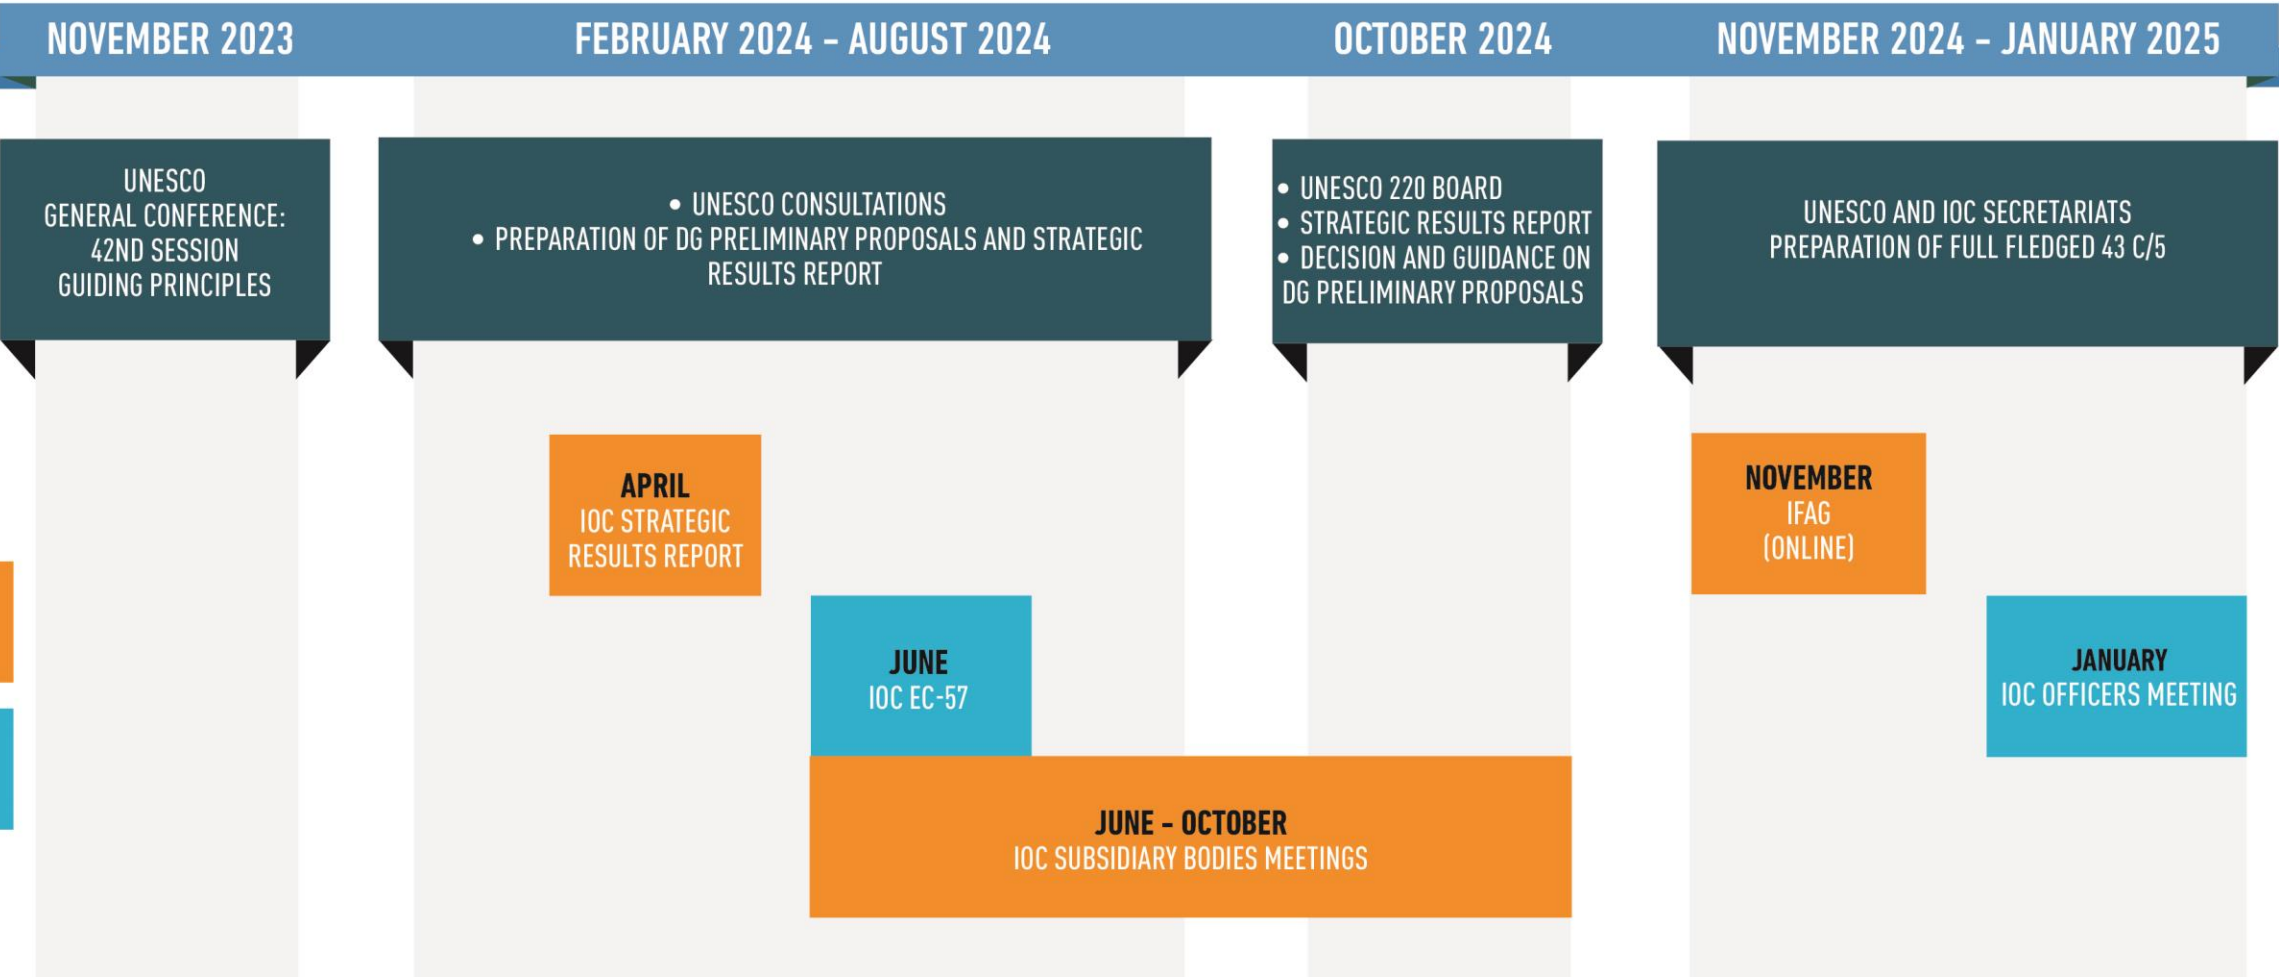 NOVEMBER 2023
FEBRUARY 2024 - AUGUST 2024
OCTOBER 2024
NOVEMBER 2024 - JANUARY 2025
UNESCO
GENERAL CONFERENCE:
42ND SESSION
GUIDING PRINCIPLES
• UNESCO CONSULTATIONS
• PREPARATION OF DG PRELIMINARY PROPOSALS AND STRATEGIC
RESULTS REPORT
• UNESCO 220 BOARD
• STRATEGIC RESULTS REPORT
• DECISION AND GUIDANCE ON
DG PRELIMINARY PROPOSALS
UNESCO AND IOC SECRETARIATS
PREPARATION OF FULL FLEDGED 43 C/5
APRIL
IOC STRATEGIC
RESULTS REPORT
NOVEMBER
IFAG
(ONLINE)
JUNE
IOC EC-57
JANUARY
IOC OFFICERS MEETING
JUNE - OCTOBER
IOC SUBSIDIARY BODIES MEETINGS